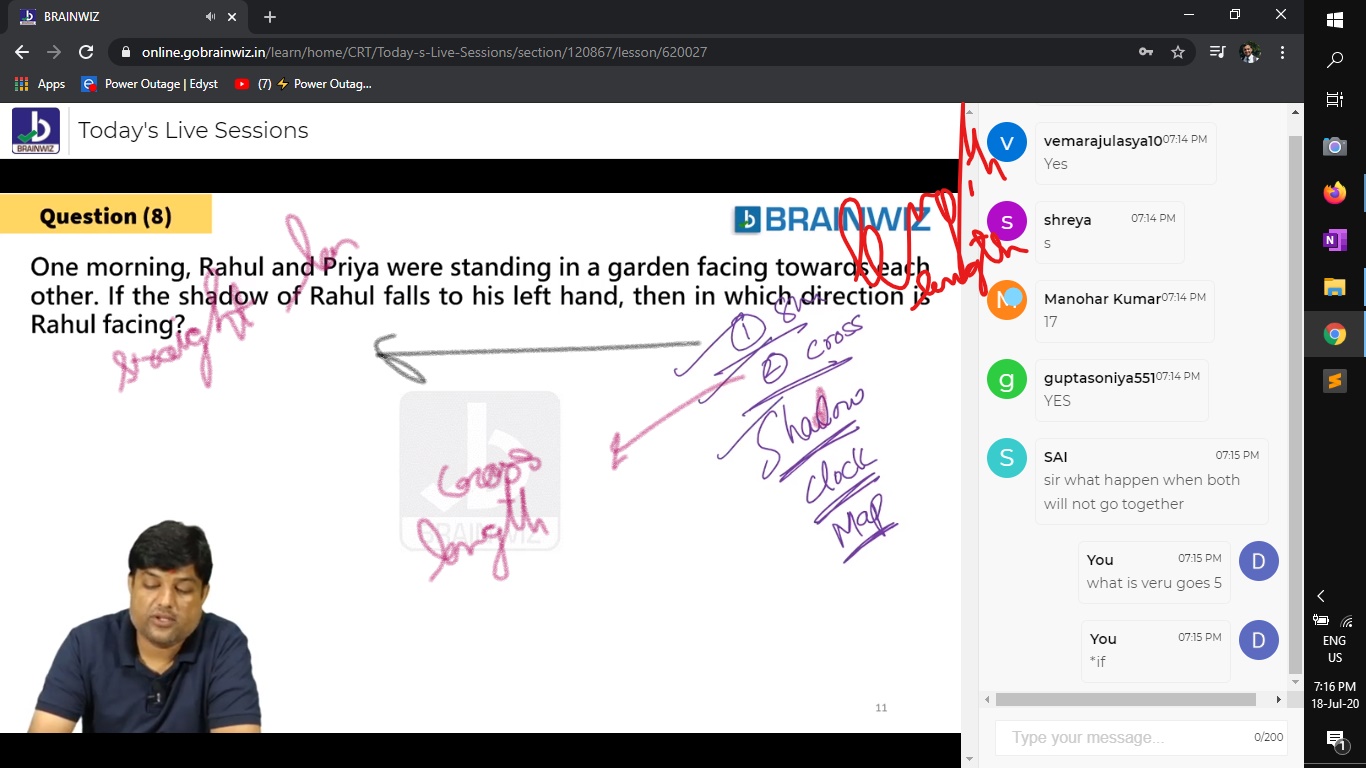 BRAINWIZ
online.gobrainwiz.in/learn/home/CRT/Today-s-Live-Sessions/section/120867/lesson/620027
Apps
Power Outage | Edyst
(7) ⚡ Power Outag...
BRAINWIZ
Today's Live Sessions
Question (8)
BRAINWIZ
One morning, Rahul and Priya were standing in a garden facing towards each
other. If the shadow of Rahul falls to his left hand, then in which direction is
Rahul facing?
straight
len
length
① 8m
② cross
Shadow
clock
Map
length
BRAINWIZ
11
v
vemarajulasya10
07:14 PM
Yes
s
shreya
07:14 PM
s
M
Manohar Kumar
07:14 PM
17
g
guptasoniya551
07:14 PM
YES
S
SAI
07:15 PM
sir what happen when both
will not go together
You
07:15 PM
what is veru goes 5
D
You
07:15 PM
*if
D
Type your message...
0/200
ENG
US
7:16 PM
18-Jul-20
1